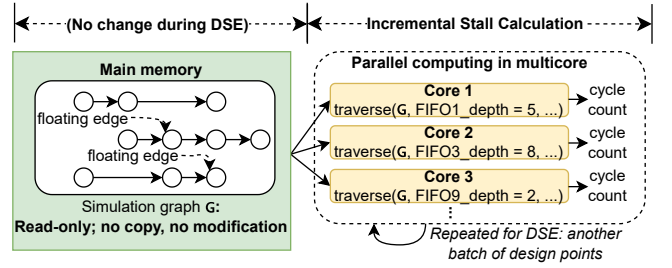 (No change during DSE)
Incremental Stall Calculation
Main memory
floating edge
floating edge
Simulation graph G:
Read-only; no copy, no modification
Parallel computing in multicore
Core 1
traverse(G, FIFO1_depth = 5, ...)
cycle
count
Core 2
traverse(G, FIFO3_depth = 8, ...)
cycle
count
Core 3
traverse(G, FIFO9_depth = 2, ...)
cycle
count
Repeated for DSE: another
batch of design points